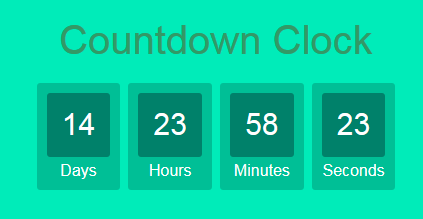 Countdown Clock
14 23 58 23
Days Hours Minutes Seconds